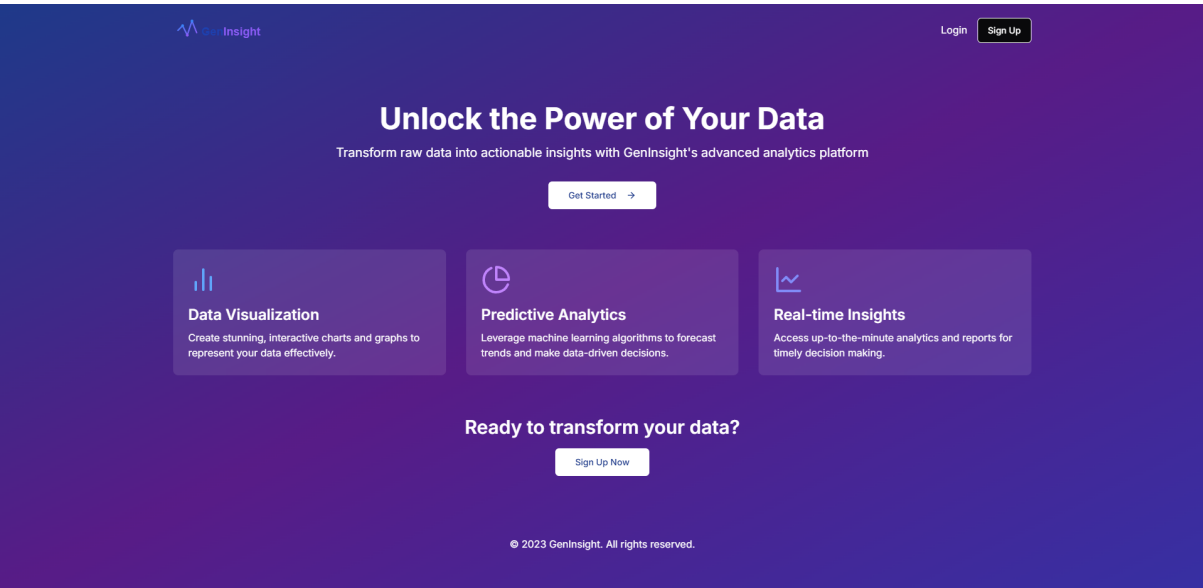 GenInsight
Login
Sign Up
Unlock the Power of Your Data
Transform raw data into actionable insights with GenInsight's advanced analytics platform
Get Started
Data Visualization
Create stunning, interactive charts and graphs to
represent your data effectively.
Predictive Analytics
Leverage machine learning algorithms to forecast
trends and make data-driven decisions.
Real-time Insights
Access up-to-the-minute analytics and reports for
timely decision making.
Ready to transform your data?
Sign Up Now
© 2023 GenInsight. All rights reserved.